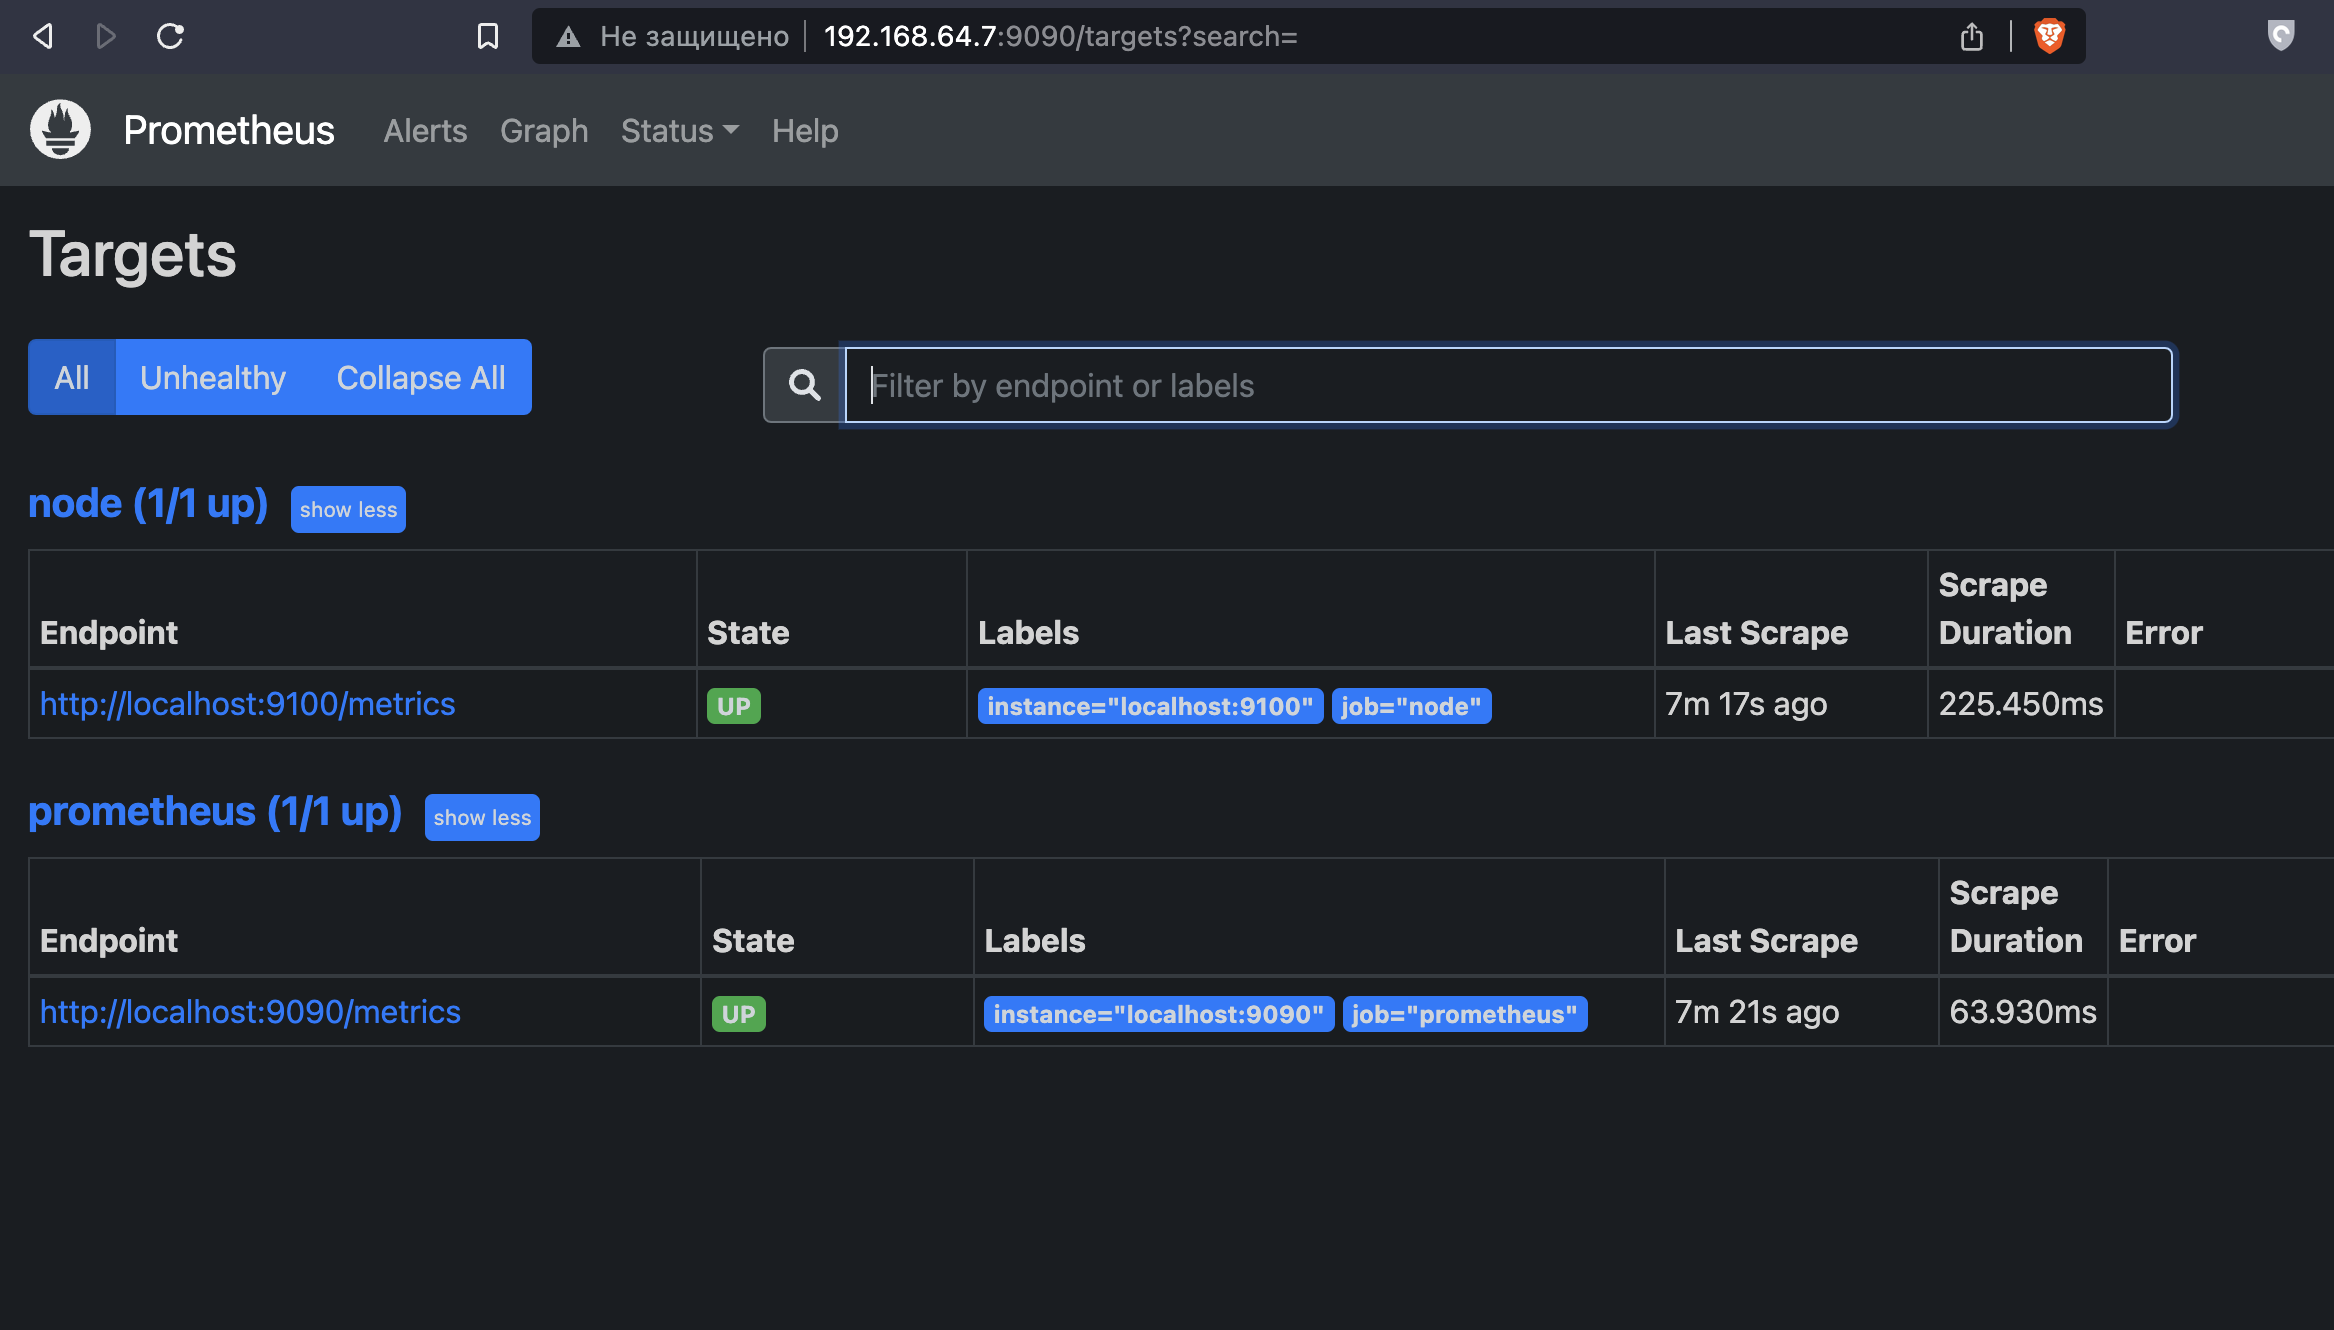 Не защищено 192.168.64.7:9090/targets?search=
Prometheus Alerts Graph Status Help
Targets
All Unhealthy Collapse All
Filter by endpoint or labels
node (1/1 up) show less
Endpoint State Labels Last Scrape Scrape Duration Error
http://localhost:9100/metrics UP instance="localhost:9100" job="node" 7m 17s ago 225.450ms
prometheus (1/1 up) show less
Endpoint State Labels Last Scrape Scrape Duration Error
http://localhost:9090/metrics UP instance="localhost:9090" job="prometheus" 7m 21s ago 63.930ms